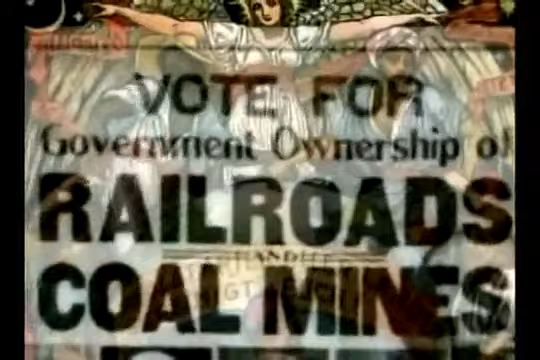 VOTE FOR
Government Ownership of
RAILROADS
AND
COAL MINES